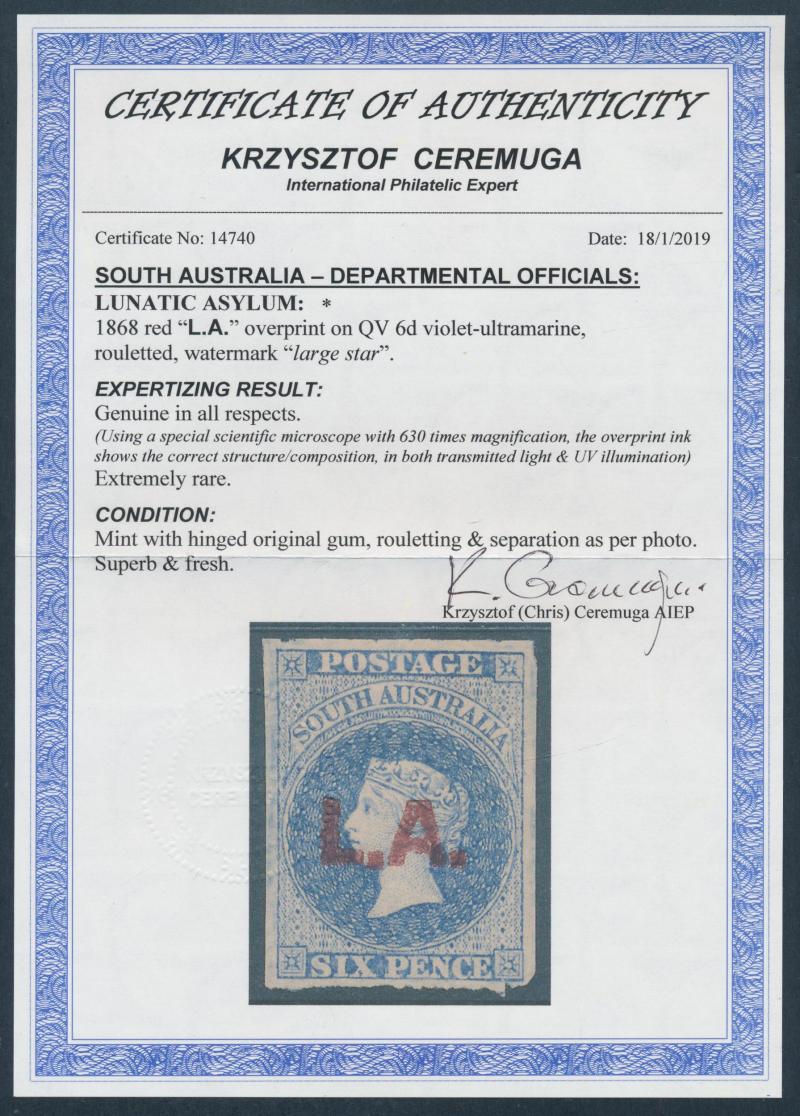 CERTIFICATE OF AUTHENTICITY
KRZYSZTOF CEREMUGA
International Philatelic Expert
Certificate No: 14740 Date: 18/1/2019
SOUTH AUSTRALIA – DEPARTMENTAL OFFICIALS:
LUNATIC ASYLUM: *
1868 red “L.A.” overprint on QV 6d violet-ultramarine,
rouletted, watermark “large star”.
EXPERTIZING RESULT:
Genuine in all respects.
(Using a special scientific microscope with 630 times magnification, the overprint ink
shows the correct structure/composition, in both transmitted light & UV illumination)
Extremely rare.
CONDITION:
Mint with hinged original gum, rouletting & separation as per photo.
Superb & fresh.
K. Ceremuga
Krzysztof (Chris) Ceremuga AIEP
POSTAGE
SOUTH AUSTRALIA
L.A.
SIX PENCE